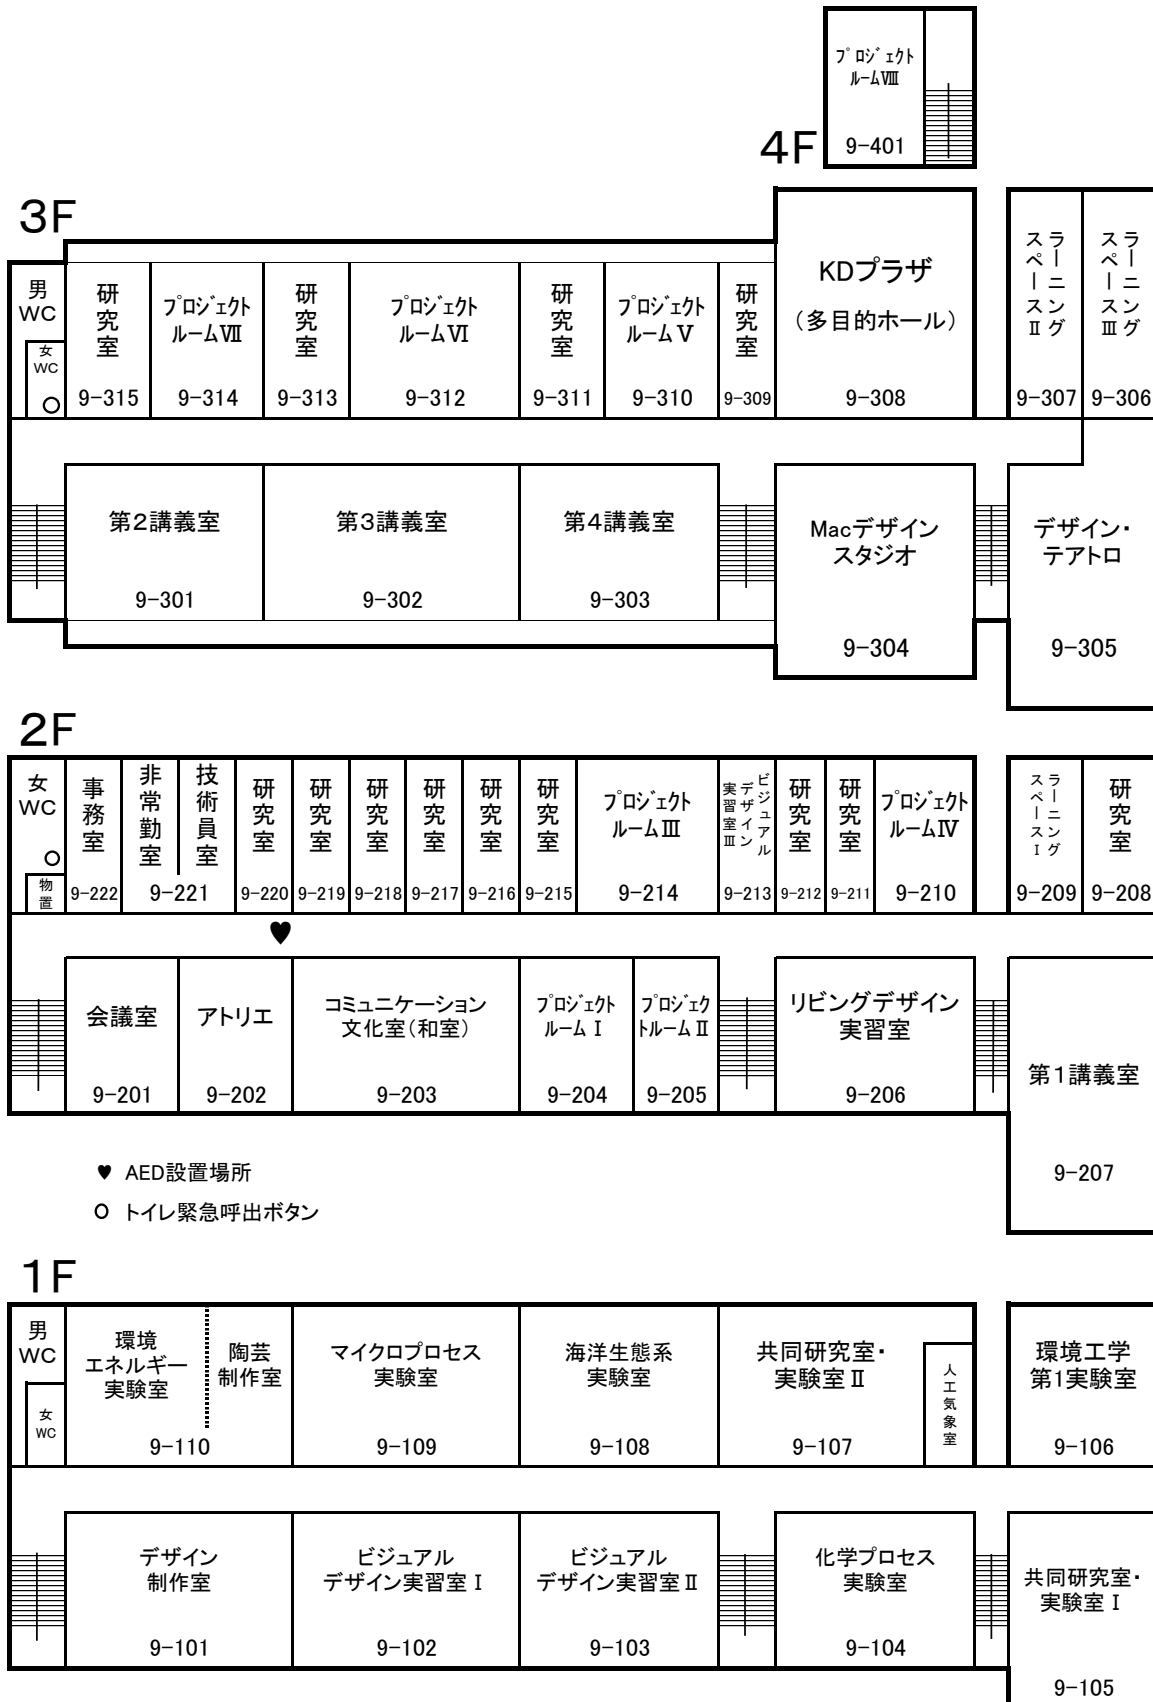 プロジェクト
ルームⅧ
9-401
4F
3F
男
WC
女
WC
研究室
9-315
プロジェクト
ルームⅦ
9-314
研究室
9-313
プロジェクト
ルームⅥ
9-312
研究室
9-311
プロジェクト
ルームⅤ
9-310
研究室
9-309
KDプラザ
（多目的ホール）
9-308
ラーニング
スペースⅡ
9-307
ラーニング
スペースⅢ
9-306
第2講義室
9-301
第3講義室
9-302
第4講義室
9-303
Macデザイン
スタジオ
9-304
デザイン・
テアトロ
9-305
2F
女
WC
物置
事務室
9-222
非常勤室
技術員室
9-221
研究室
9-220
研究室
9-219
研究室
9-218
研究室
9-217
研究室
9-216
研究室
9-215
プロジェクト
ルームⅢ
9-214
ビジュアル
デザイン
実習室Ⅲ
9-213
研究室
9-212
研究室
9-211
プロジェクト
ルームⅣ
9-210
ラーニング
スペースⅠ
9-209
研究室
9-208
会議室
9-201
アトリエ
9-202
コミュニケーション
文化室（和室）
9-203
プロジェクト
ルームⅠ
9-204
プロジェク
トルームⅡ
9-205
リビングデザイン
実習室
9-206
第1講義室
9-207
♥ AED設置場所
○ トイレ緊急呼出ボタン
1F
男
WC
女
WC
環境
エネルギー
実験室
陶芸
制作室
9-110
マイクロプロセス
実験室
9-109
海洋生態系
実験室
9-108
共同研究室・
実験室Ⅱ
9-107
人工気象室
環境工学
第1実験室
9-106
デザイン
制作室
9-101
ビジュアル
デザイン実習室Ⅰ
9-102
ビジュアル
デザイン実習室Ⅱ
9-103
化学プロセス
実験室
9-104
共同研究室・
実験室Ⅰ
9-105